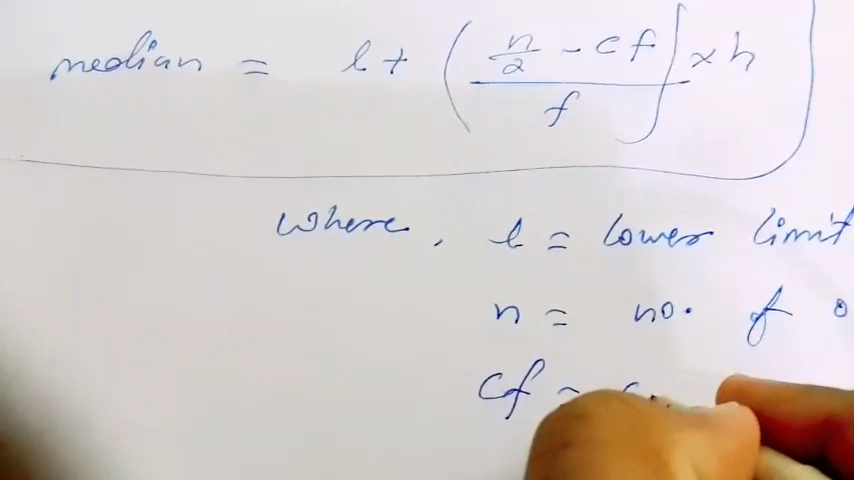 median = l + ( n/2 - cf / f ) × h
where, l = lower limit
n = no. of
cf =